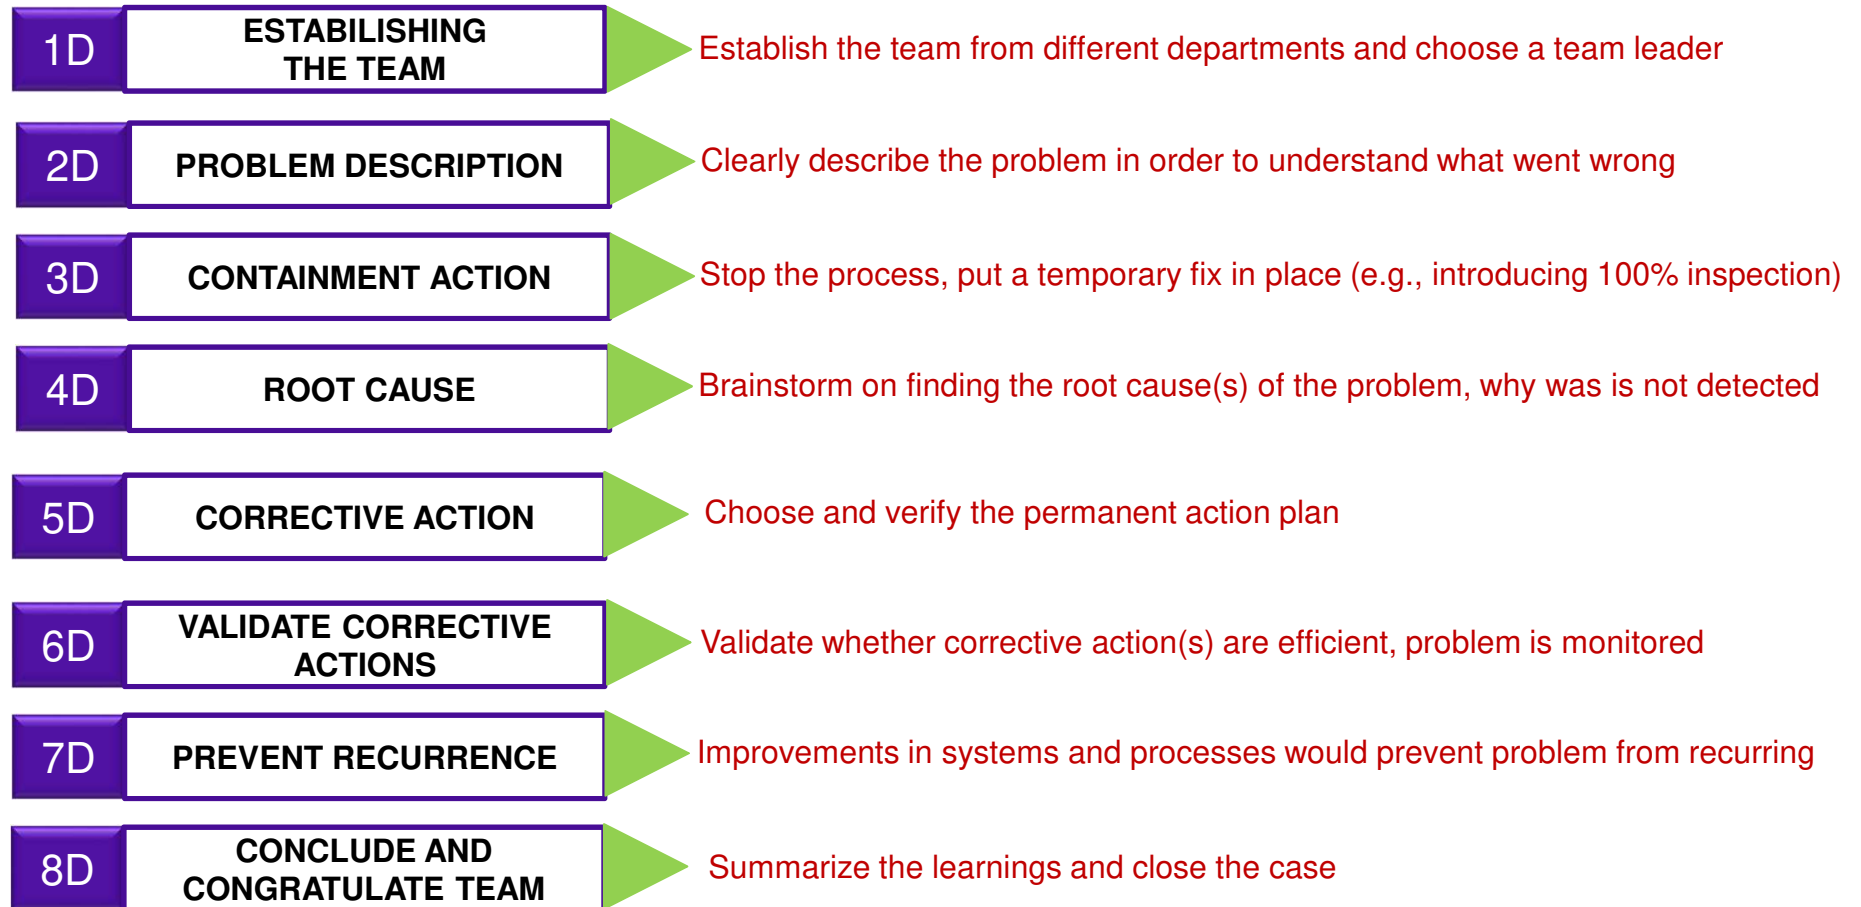 1D
ESTABILISHING
THE TEAM
Establish the team from different departments and choose a team leader
2D
PROBLEM DESCRIPTION
Clearly describe the problem in order to understand what went wrong
3D
CONTAINMENT ACTION
Stop the process, put a temporary fix in place (e.g., introducing 100% inspection)
4D
ROOT CAUSE
Brainstorm on finding the root cause(s) of the problem, why was is not detected
5D
CORRECTIVE ACTION
Choose and verify the permanent action plan
6D
VALIDATE CORRECTIVE
ACTIONS
Validate whether corrective action(s) are efficient, problem is monitored
7D
PREVENT RECURRENCE
Improvements in systems and processes would prevent problem from recurring
8D
CONCLUDE AND
CONGRATULATE TEAM
Summarize the learnings and close the case